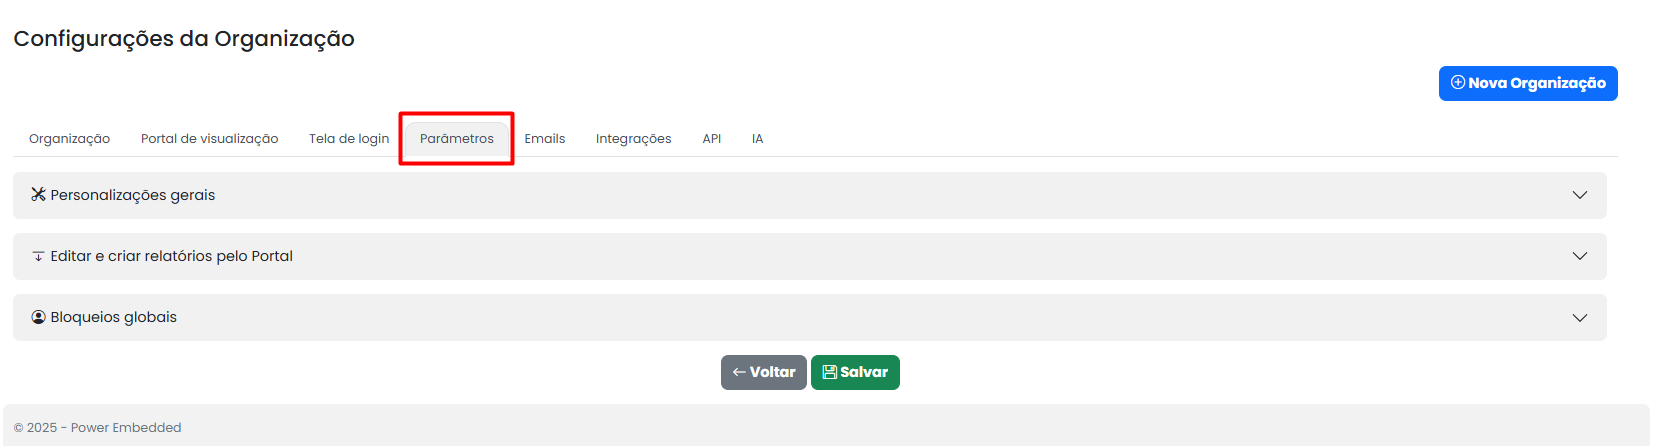 Configurações da Organização
Nova Organização
Organização Portal de visualização Tela de login Parâmetros Emails Integrações API IA
Personalizações gerais
Editar e criar relatórios pelo Portal
Bloqueios globais
Voltar Salvar
© 2025 - Power Embedded